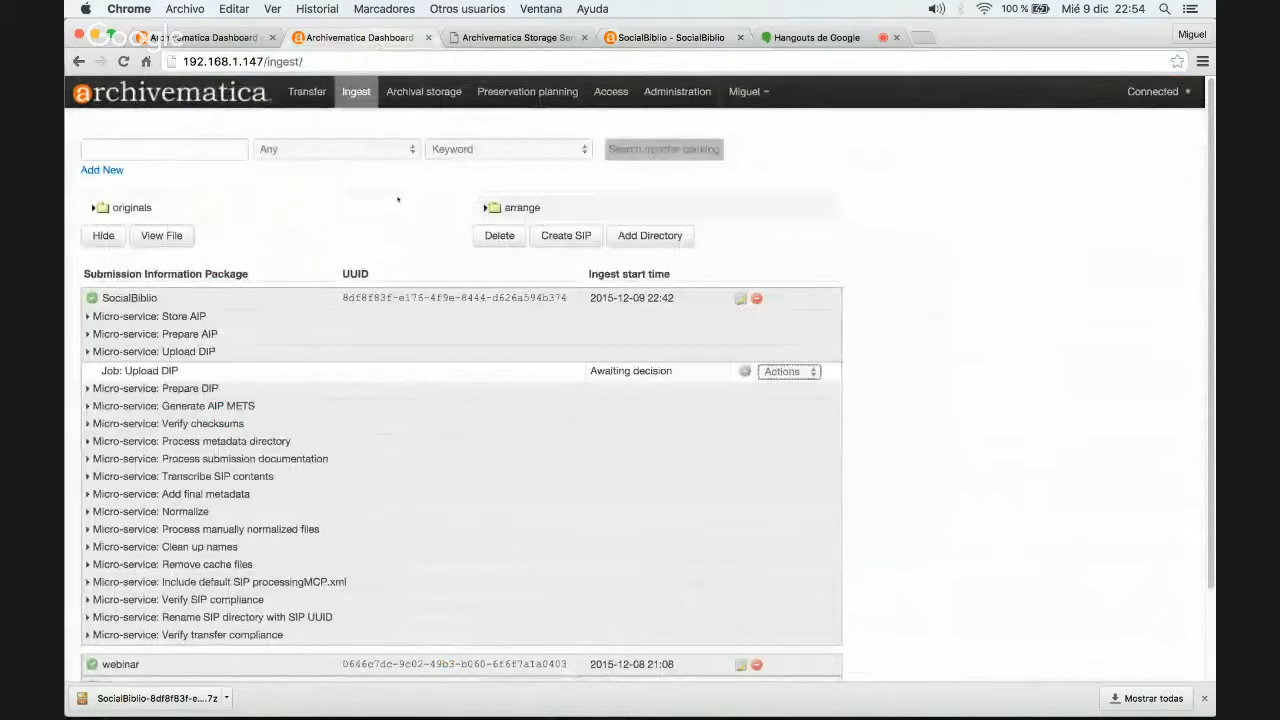 Chrome Archivo Editar Ver Historial Marcadores Otros usuarios Ventana Ayuda 100 % Mié 9 dic 22:54
Google
Archivematica Dashboard Archivematica Dashboard Archivematica Storage Ser SocialBiblio - SocialBiblio Hangouts de Google Miguel
192.168.1.147/ingest/
archivematica Transfer Ingest Archival storage Preservation planning Access Administration Miguel Connected
Any Keyword Search transfer backlog
Add New
originals arrange
Hide View File Delete Create SIP Add Directory
Submission Information Package UUID Ingest start time
SocialBiblio 8df8f83f-e176-4f9e-8444-d626a594b374 2015-12-09 22:42
Micro-service: Store AIP
Micro-service: Prepare AIP
Micro-service: Upload DIP
Job: Upload DIP Awaiting decision Actions
Micro-service: Prepare DIP
Micro-service: Generate AIP METS
Micro-service: Verify checksums
Micro-service: Process metadata directory
Micro-service: Process submission documentation
Micro-service: Transcribe SIP contents
Micro-service: Add final metadata
Micro-service: Normalize
Micro-service: Process manually normalized files
Micro-service: Clean up names
Micro-service: Remove cache files
Micro-service: Include default SIP processingMCP.xml
Micro-service: Verify SIP compliance
Micro-service: Rename SIP directory with SIP UUID
Micro-service: Verify transfer compliance
webinar 2015-12-08 21:08
SocialBiblio-8df8f83f-e....7z Mostrar todas